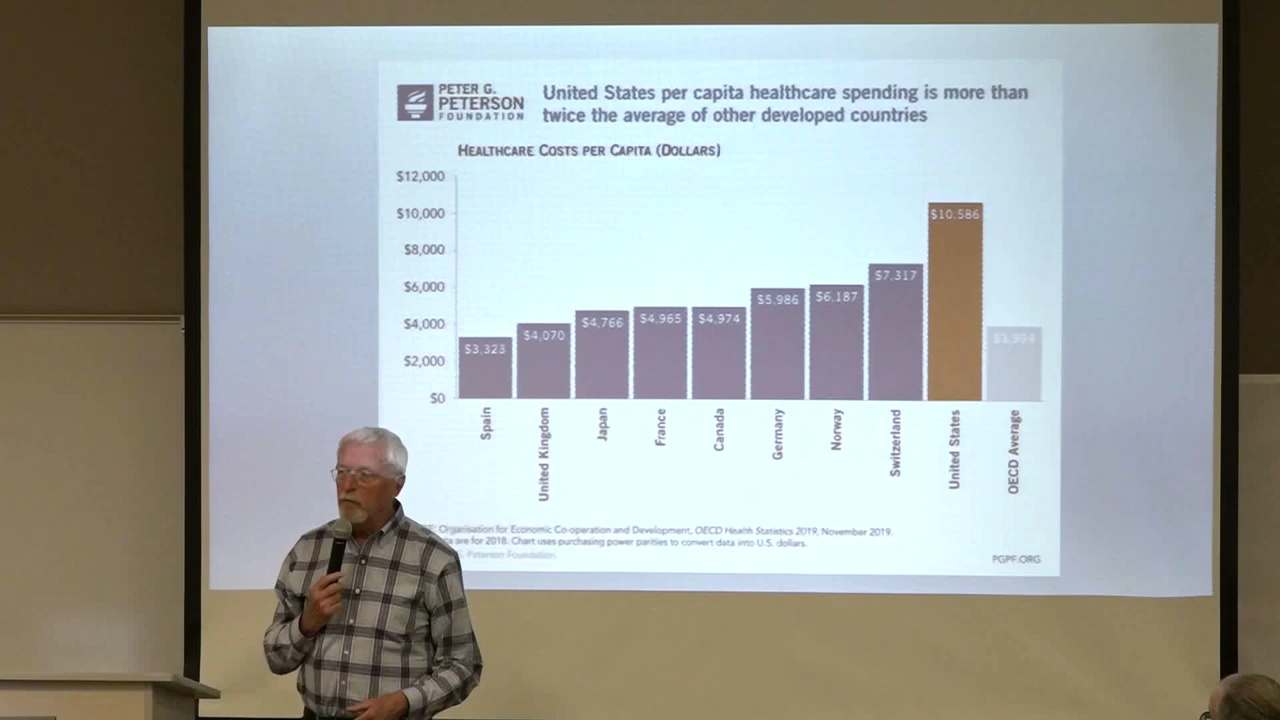 PETER G.
PETERSON
FOUNDATION
United States per capita healthcare spending is more than
twice the average of other developed countries
HEALTHCARE COSTS PER CAPITA (DOLLARS)
$12,000
$10,000
$8,000
$6,000
$4,000
$2,000
$0
$3,323
$4,070
$4,766
$4,965
$4,974
$5,986
$6,187
$7,317
$10,586
Spain
United Kingdom
Japan
France
Canada
Germany
Norway
Switzerland
United States
OECD Average
Organisation for Economic Co-operation and Development, OECD Health Statistics 2019, November 2019.
are for 2018. Chart uses purchasing power parities to convert data into U.S. dollars.
Peterson Foundation
PGPF.ORG